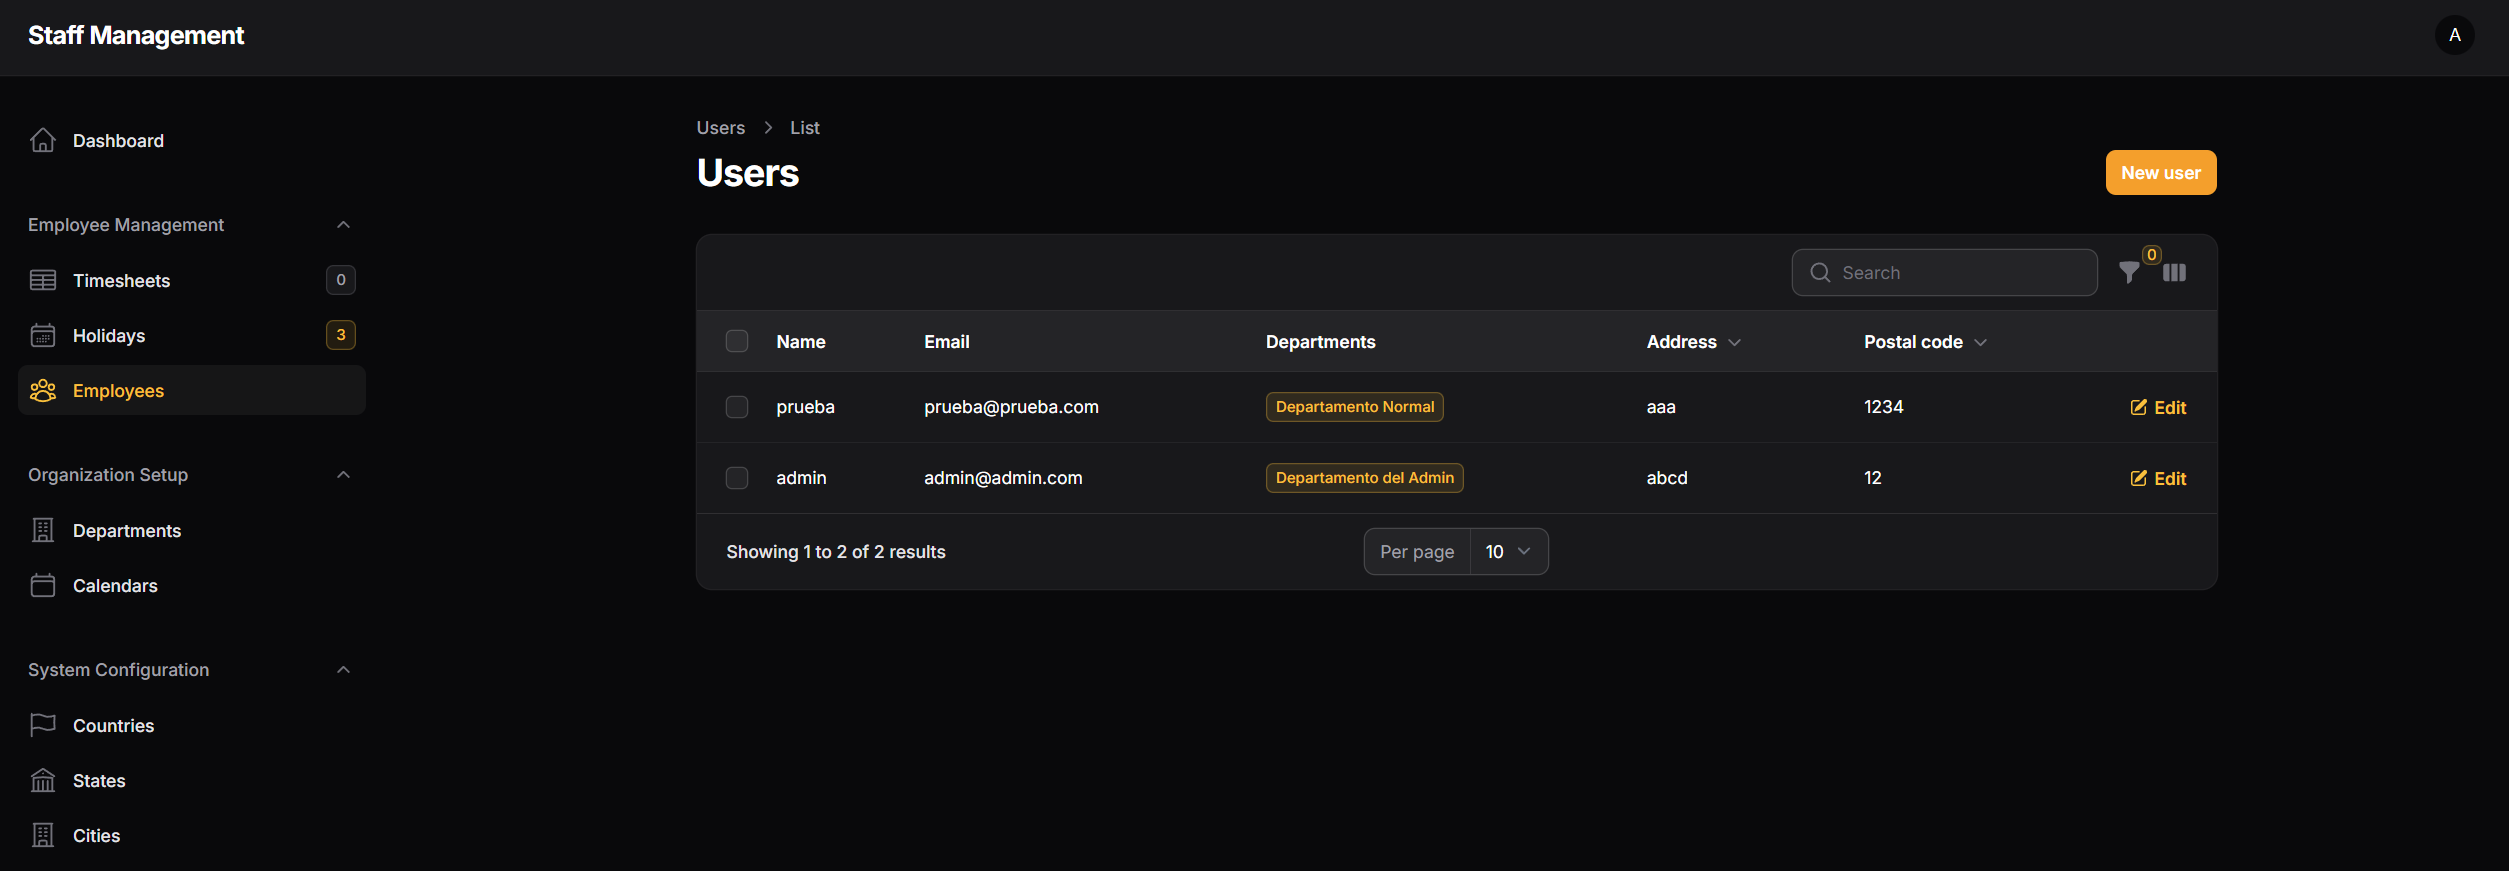 Staff Management
A
Dashboard
Employee Management
Timesheets 0
Holidays 3
Employees
Organization Setup
Departments
Calendars
System Configuration
Countries
States
Cities
Users > List
Users
New user
Search
0
Name Email Departments Address Postal code
prueba prueba@prueba.com Departamento Normal aaa 1234 Edit
admin admin@admin.com Departamento del Admin abcd 12 Edit
Showing 1 to 2 of 2 results
Per page 10